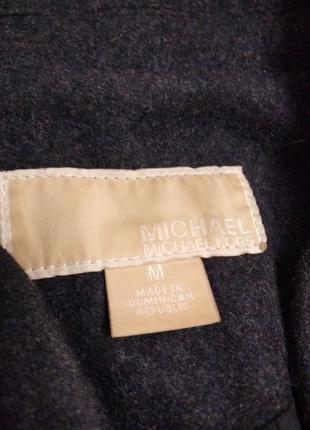 MICHAEL
MICHAEL KORS
M
MADE IN
DOMINICAN
REPUBLIC